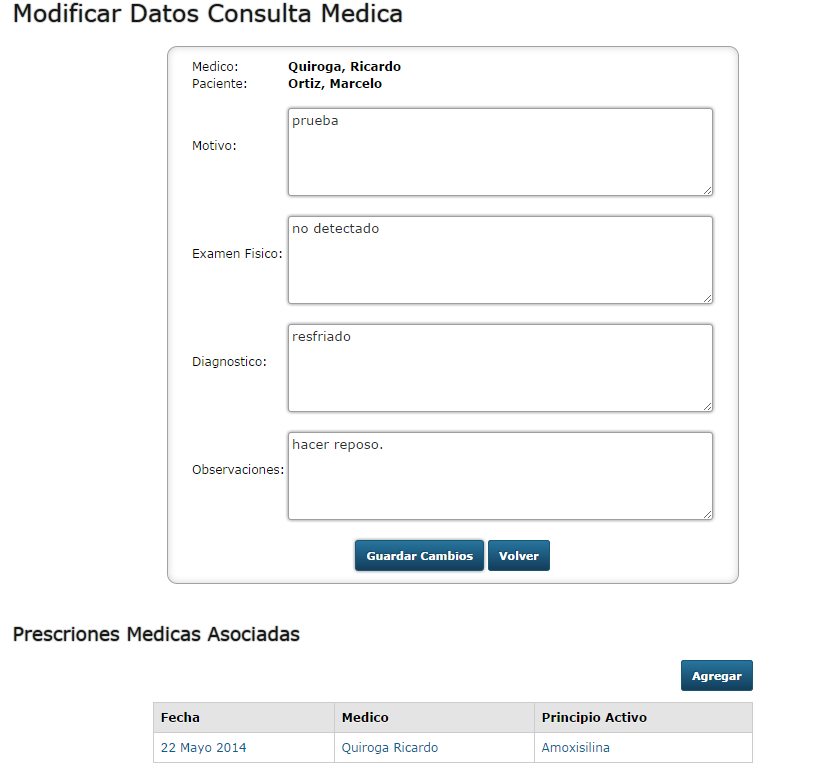 Modificar Datos Consulta Medica
Medico: Quiroga, Ricardo
Paciente: Ortiz, Marcelo
Motivo: prueba
Examen Fisico: no detectado
Diagnostico: resfriado
Observaciones: hacer reposo.
Guardar Cambios Volver
Prescriones Medicas Asociadas
Agregar
Fecha Medico Principio Activo
22 Mayo 2014 Quiroga Ricardo Amoxisilina